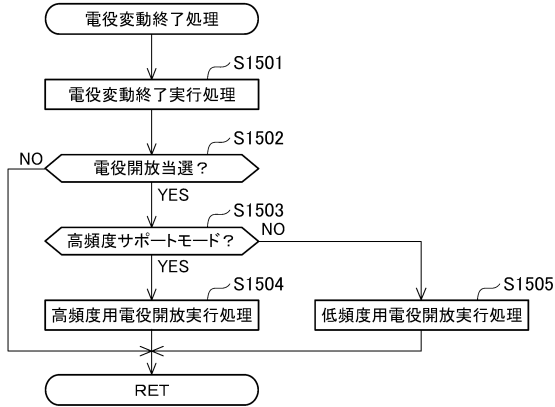 電役変動終了処理
S1501
電役変動終了実行処理
S1502
電役開放当選？
NO
YES
S1503
高頻度サポートモード？
NO
YES
S1504
高頻度用電役開放実行処理
S1505
低頻度用電役開放実行処理
RET